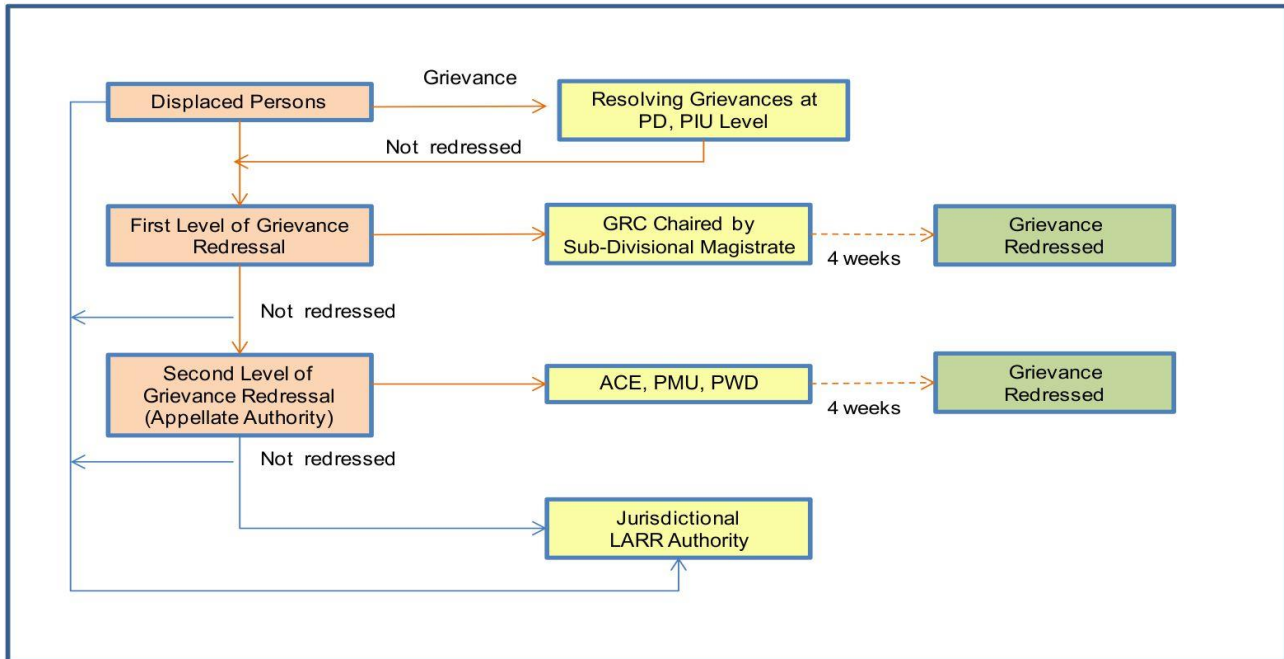 Grievance
Displaced Persons
Resolving Grievances at
PD, PIU Level
Not redressed
First Level of Grievance
Redressal
GRC Chaired by
Sub-Divisional Magistrate
4 weeks
Grievance
Redressed
Not redressed
Second Level of
Grievance Redressal
(Appellate Authority)
ACE, PMU, PWD
4 weeks
Grievance
Redressed
Not redressed
Jurisdictional
LARR Authority